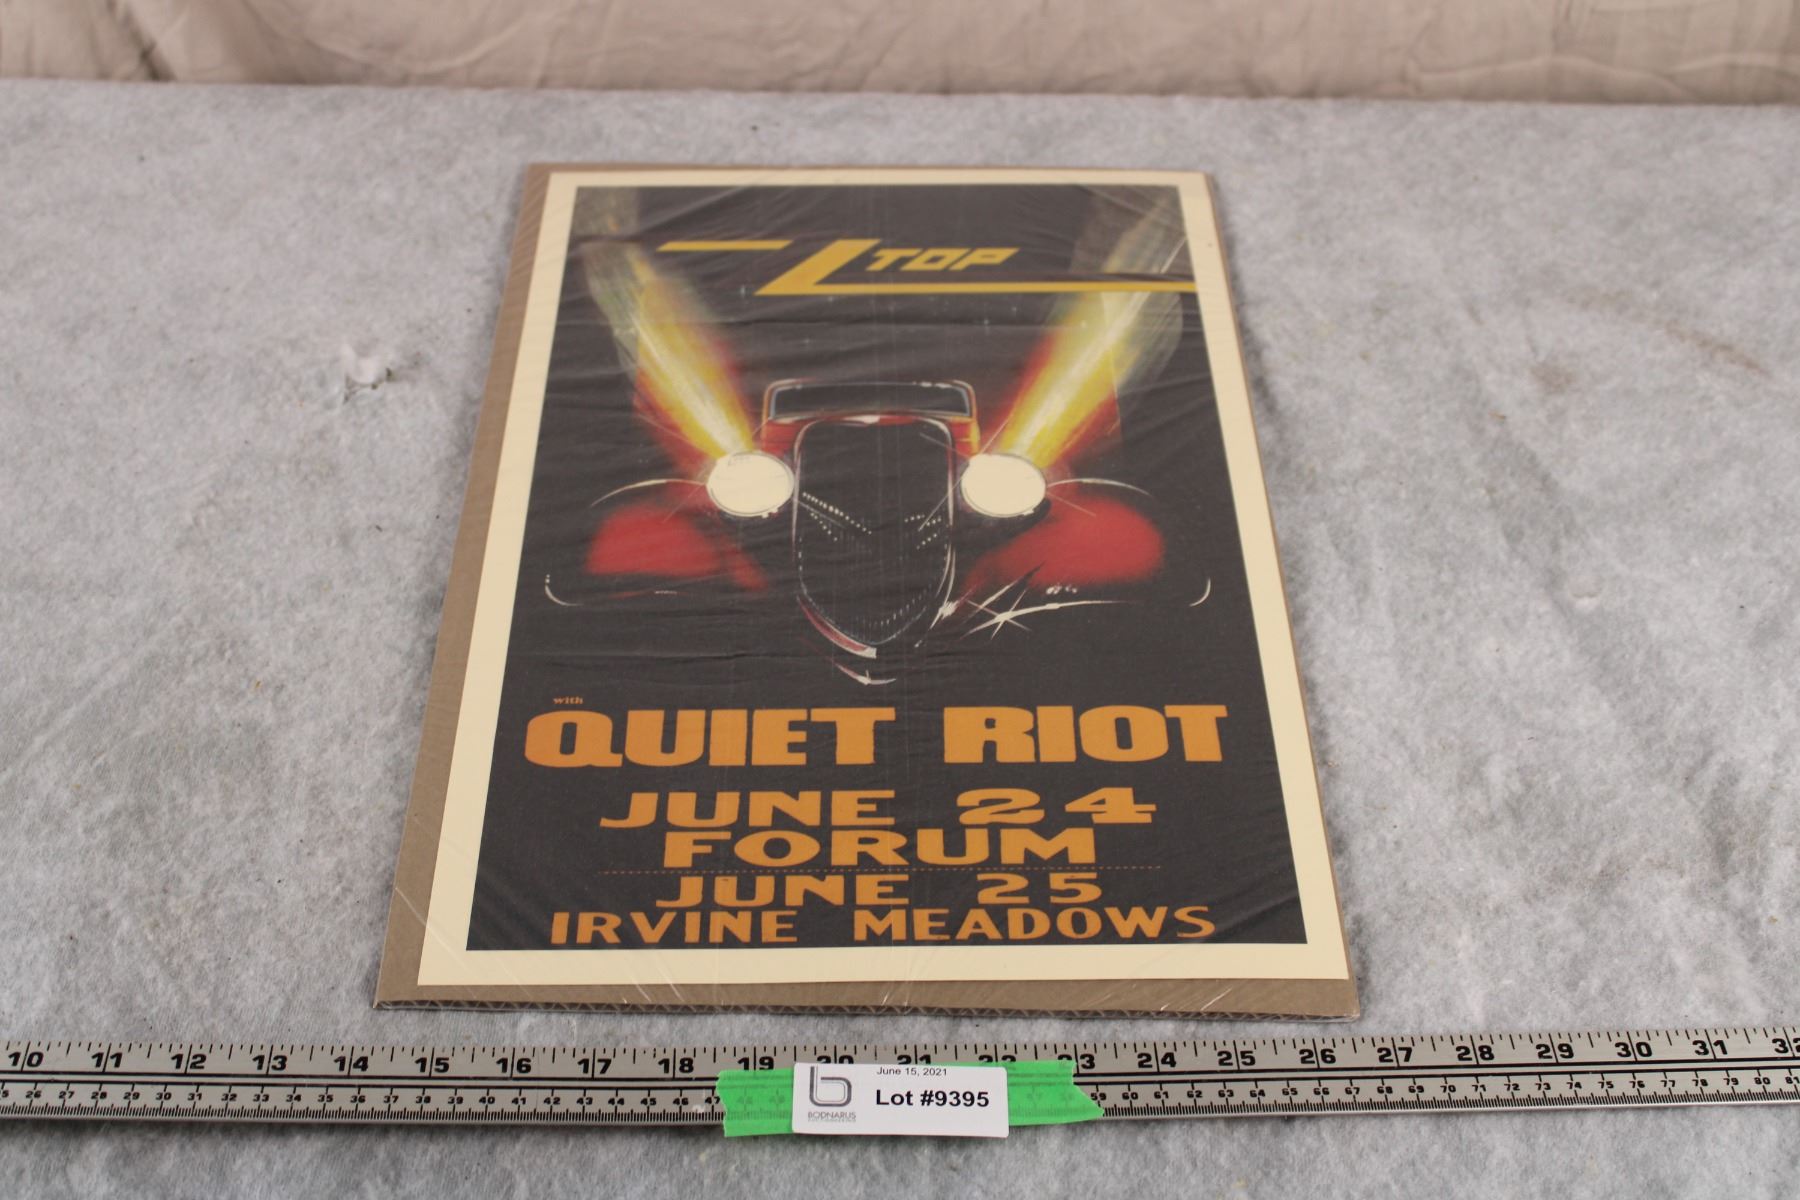 ZZ TOP
with
QUIET RIOT
JUNE 24
FORUM
JUNE 25
IRVINE MEADOWS
10 11 12 13 14 15 16 17 18 19 20 21 22 23 24 25 26 27 28 29 30 31 32
June 15, 2021
Lot #9395
BODNARUS
AUCTIONEERING